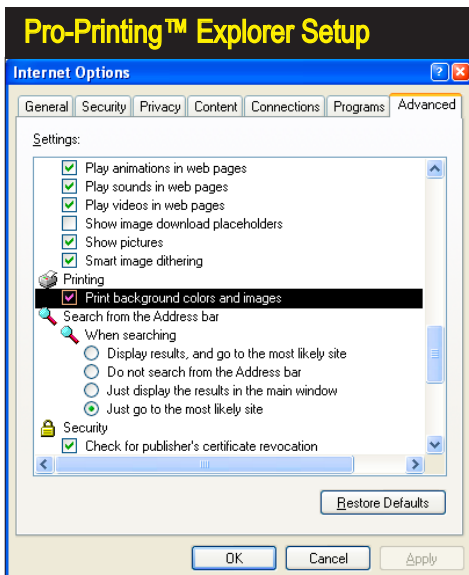 Pro-Printing™ Explorer Setup
Internet Options
General Security Privacy Content Connections Programs Advanced
Settings:
Play animations in web pages
Play sounds in web pages
Play videos in web pages
Show image download placeholders
Show pictures
Smart image dithering
Printing
Print background colors and images
Search from the Address bar
When searching
Display results, and go to the most likely site
Do not search from the Address bar
Just display the results in the main window
Just go to the most likely site
Security
Check for publisher's certificate revocation
Restore Defaults
OK Cancel Apply